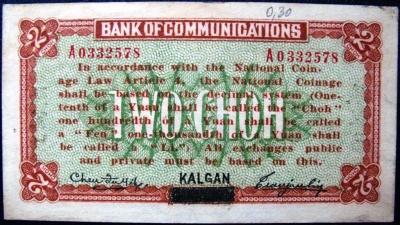 0,30
BANK OF COMMUNICATIONS
A0332578 A0332578
In accordance with the National Coin-
age Law Article 4, the National Coinage
shall be based on the decimal system (One-
tenth of a Yuan shall be called the "Choh"
one hundredth of a Yuan shall be called
a "Fen," one-thousandth of a Yuan shall
be called a "Li"). All exchanges public
and private must be based on this.
TWO CHOH
KALGAN